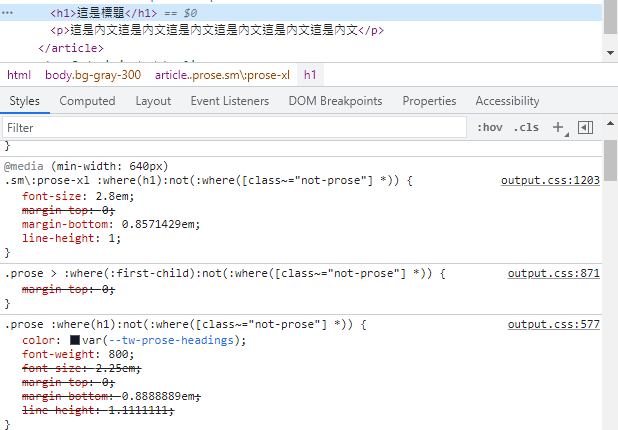 ··· <h1>這是標題</h1> == $0
<p>這是內文這是內文這是內文這是內文這是內文這是內文</p>
</article>
html body.bg-gray-300 article..prose.sm\:prose-xl h1
Styles Computed Layout Event Listeners DOM Breakpoints Properties Accessibility
Filter :hov .cls
}
@media (min-width: 640px)
.sm\:prose-xl :where(h1):not(:where([class~="not-prose"] *)) { output.css:1203
font-size: 2.8em;
margin-top: 0;
margin-bottom: 0.8571429em;
line-height: 1;
}
.prose > :where(:first-child):not(:where([class~="not-prose"] *)) { output.css:871
margin-top: 0;
}
.prose :where(h1):not(:where([class~="not-prose"] *)) { output.css:577
color: var(--tw-prose-headings);
font-weight: 800;
font-size: 2.25em;
margin-top: 0;
margin-bottom: 0.8888889em;
line-height: 1.1111111;
}